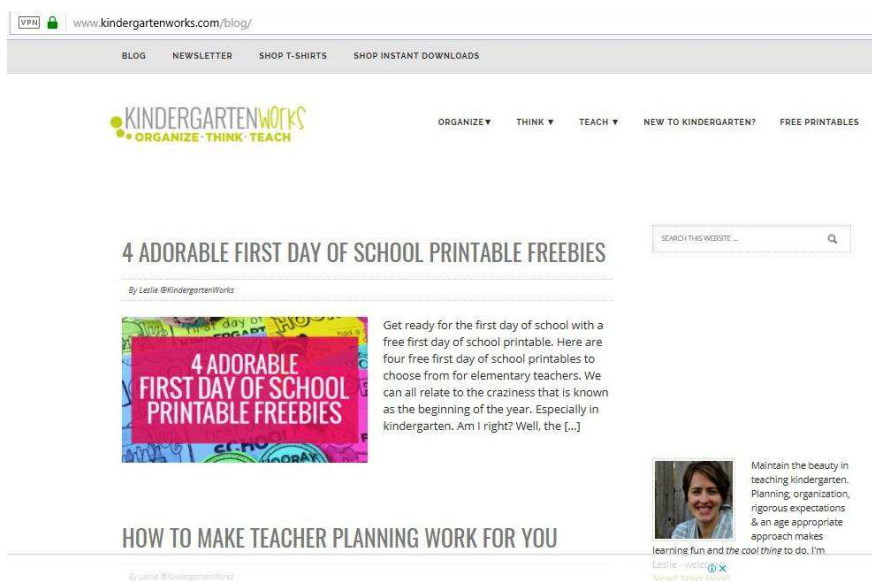 VPN www.kindergartenworks.com/blog/
BLOG NEWSLETTER SHOP T-SHIRTS SHOP INSTANT DOWNLOADS
KINDERGARTENWORKS
ORGANIZE · THINK · TEACH
ORGANIZE▼ THINK ▼ TEACH ▼ NEW TO KINDERGARTEN? FREE PRINTABLES
SEARCH THIS WEBSITE ...
4 ADORABLE FIRST DAY OF SCHOOL PRINTABLE FREEBIES
By Leslie @KindergartenWorks
first day of
4 ADORABLE
FIRST DAY OF SCHOOL
PRINTABLE FREEBIES
Get ready for the first day of school with a
free first day of school printable. Here are
four free first day of school printables to
choose from for elementary teachers. We
can all relate to the craziness that is known
as the beginning of the year. Especially in
kindergarten. Am I right? Well, the [...]
Maintain the beauty in
teaching kindergarten.
Planning, organization,
rigorous expectations
& an age appropriate
approach makes
learning fun and the cool thing to do. I'm
Leslie - welcome
HOW TO MAKE TEACHER PLANNING WORK FOR YOU
By Leslie @KindergartenWorks